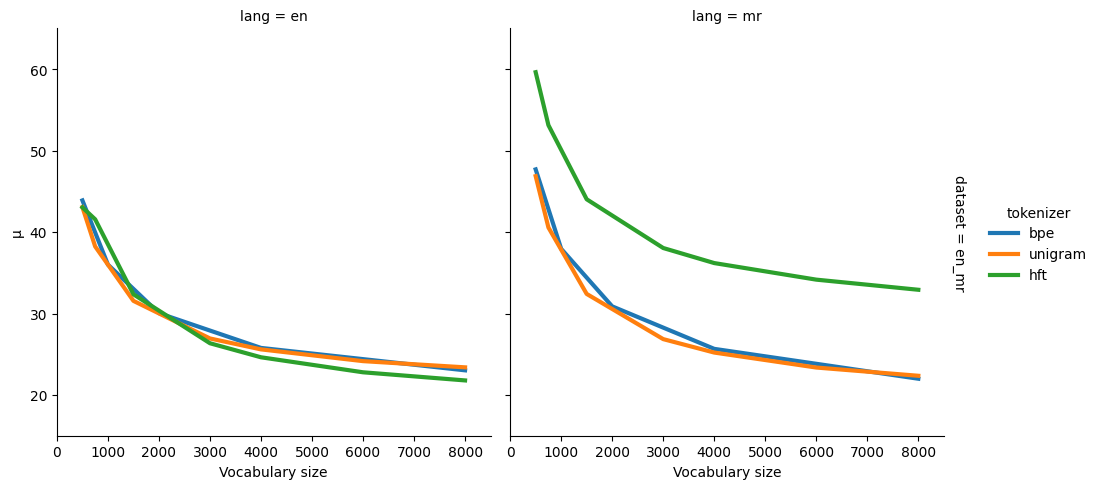 lang = en
lang = mr
60
50
40
30
20
μ
0 1000 2000 3000 4000 5000 6000 7000 8000
0 1000 2000 3000 4000 5000 6000 7000 8000
Vocabulary size
Vocabulary size
dataset = en_mr
tokenizer
bpe
unigram
hft